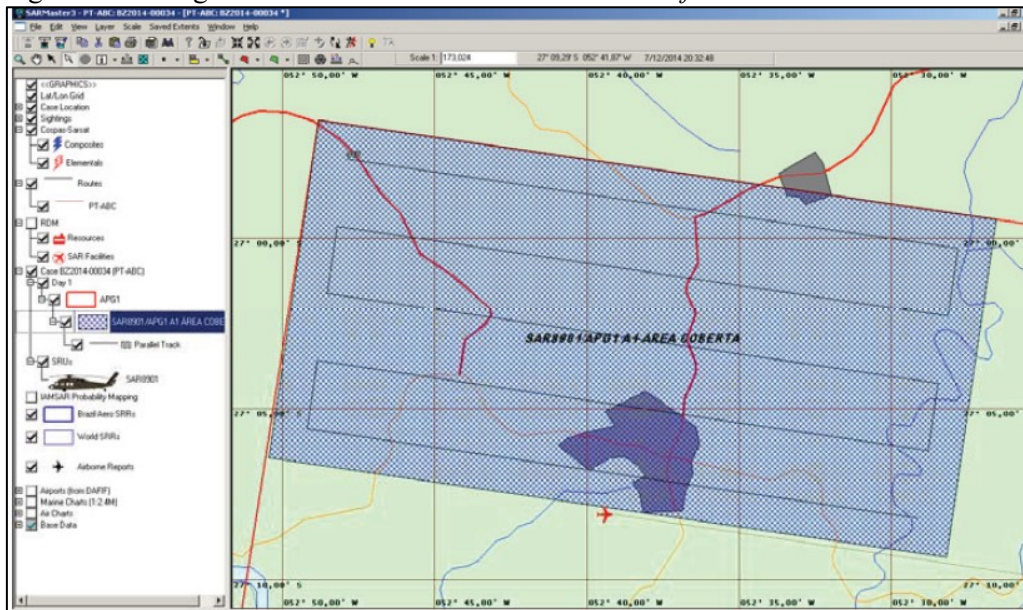 SARMaster3 - PT-ABC: BZ2014-00034 - [PT-ABC: BZ2014-00034 *]
File Edit View Layer Scale Saved Extents Window Help
Scale 1: 173,024 27° 09,29' S 052° 41,87' W 7/12/2014 20:32:48
<<GRAPHICS>>
Lat/Lon Grid
Case Location
Sightings
Cospas-Sarsat
Composites
Elementals
Routes
PT-ABC
RDM
Resources
SAR Facilities
Case BZ2014-00034 (PT-ABC)
Day 1
APG1
SAR8901/APG1 A1 ÁREA COBE
Parallel Track
SRUs
SAR8901
IAMSAR Probability Mapping
Brazil Aero SRRs
World SRRs
Airborne Reports
Airports (from DAFIF)
Marine Charts (1:2.4M)
Air Charts
Base Data
052° 50,00' W 052° 45,00' W 052° 40,00' W 052° 35,00' W 052° 30,00' W
27° 00,00' S 27° 00,00' S
SAR8901/APG1 A1 ÁREA COBERTA
27° 05,00' S 27° 05,00' S
27° 10,00' S 27° 10,00' S
052° 50,00' W 052° 45,00' W 052° 40,00' W 052° 35,00' W 052° 30,00' W